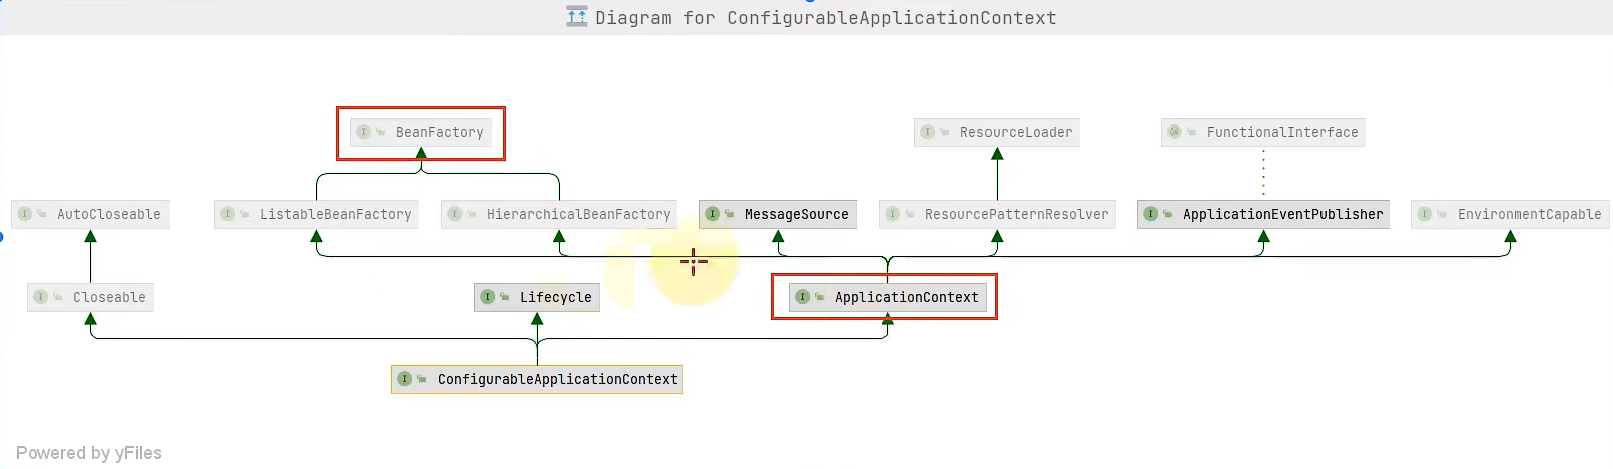 Diagram for ConfigurableApplicationContext
BeanFactory
ResourceLoader
FunctionalInterface
AutoCloseable
ListableBeanFactory
HierarchicalBeanFactory
MessageSource
ResourcePatternResolver
ApplicationEventPublisher
EnvironmentCapable
Closeable
Lifecycle
ApplicationContext
ConfigurableApplicationContext
Powered by yFiles